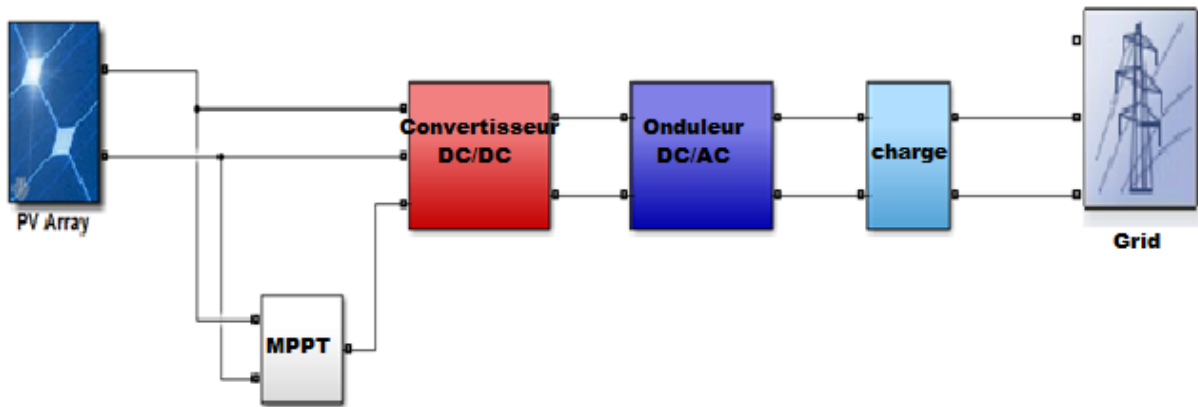 PV Array
Convertisseur
DC/DC
Onduleur
DC/AC
charge
Grid
MPPT